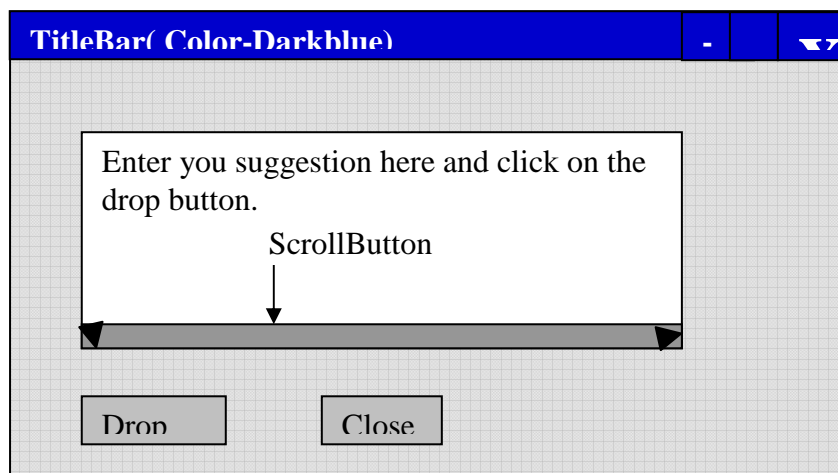 TitleBar( Color-Darkblue)
-
Enter you suggestion here and click on the
drop button.
ScrollButton
Drop
Close